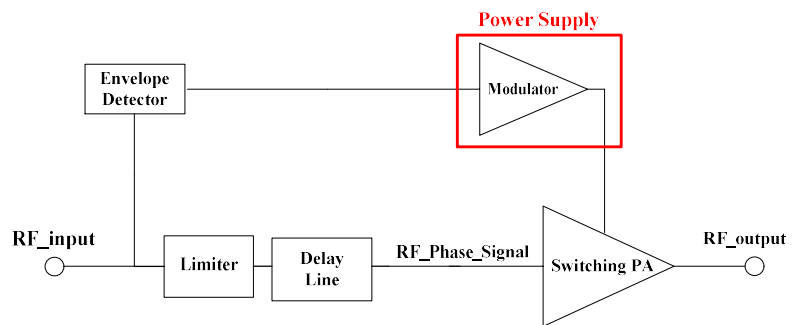 Power Supply
Envelope
Detector
Modulator
RF_input
Limiter
Delay
Line
RF_Phase_Signal
Switching PA
RF_output